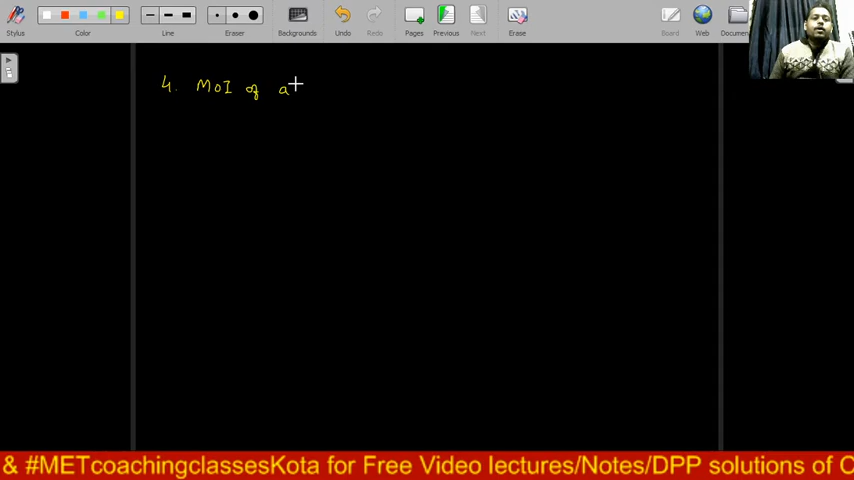 Stylus
Color
Line
Eraser
Backgrounds
Undo
Redo
Pages
Previous
Next
Erase
Board
Web
Documen
4. MOI of a
& #METcoachingclassesKota for Free Video lectures/Notes/DPP solutions of C